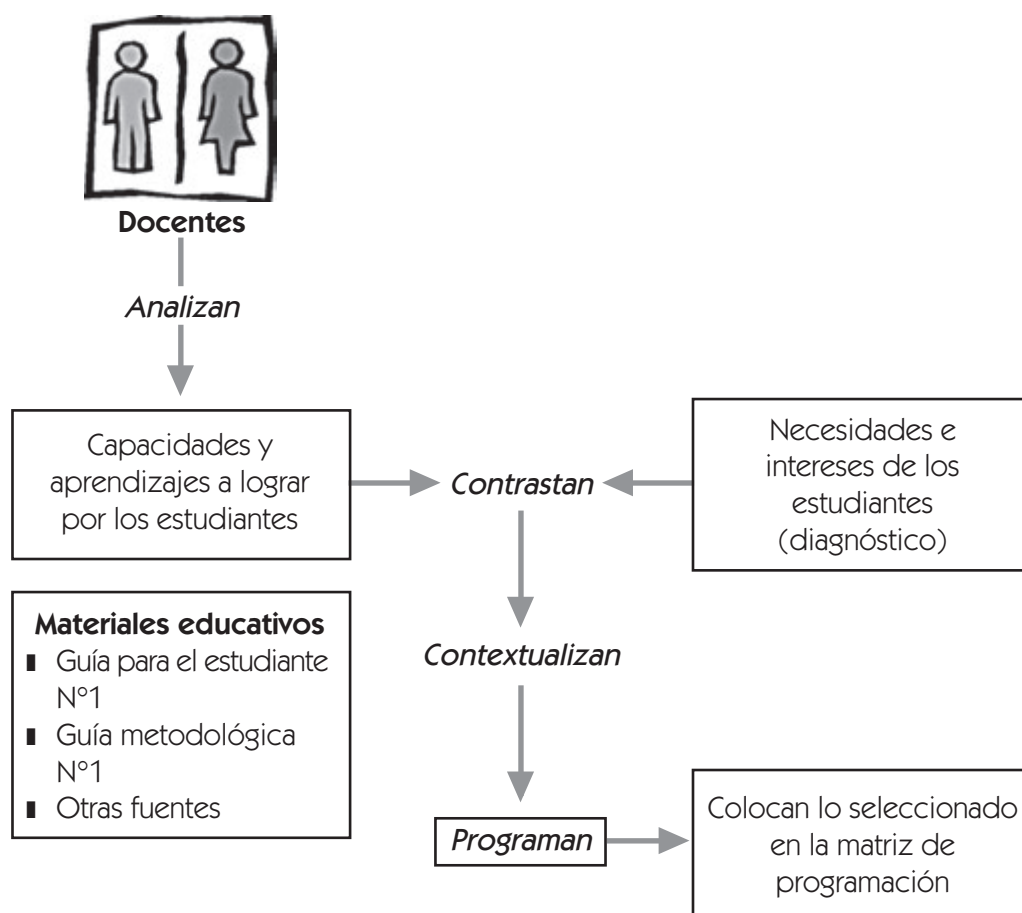 Docentes
Analizan
Capacidades y
aprendizajes a lograr
por los estudiantes
Contrastan
Necesidades e
intereses de los
estudiantes
(diagnóstico)
Materiales educativos
Guía para el estudiante
N°1
Guía metodológica
N°1
Otras fuentes
Contextualizan
Programan
Colocan lo seleccionado
en la matriz de
programación